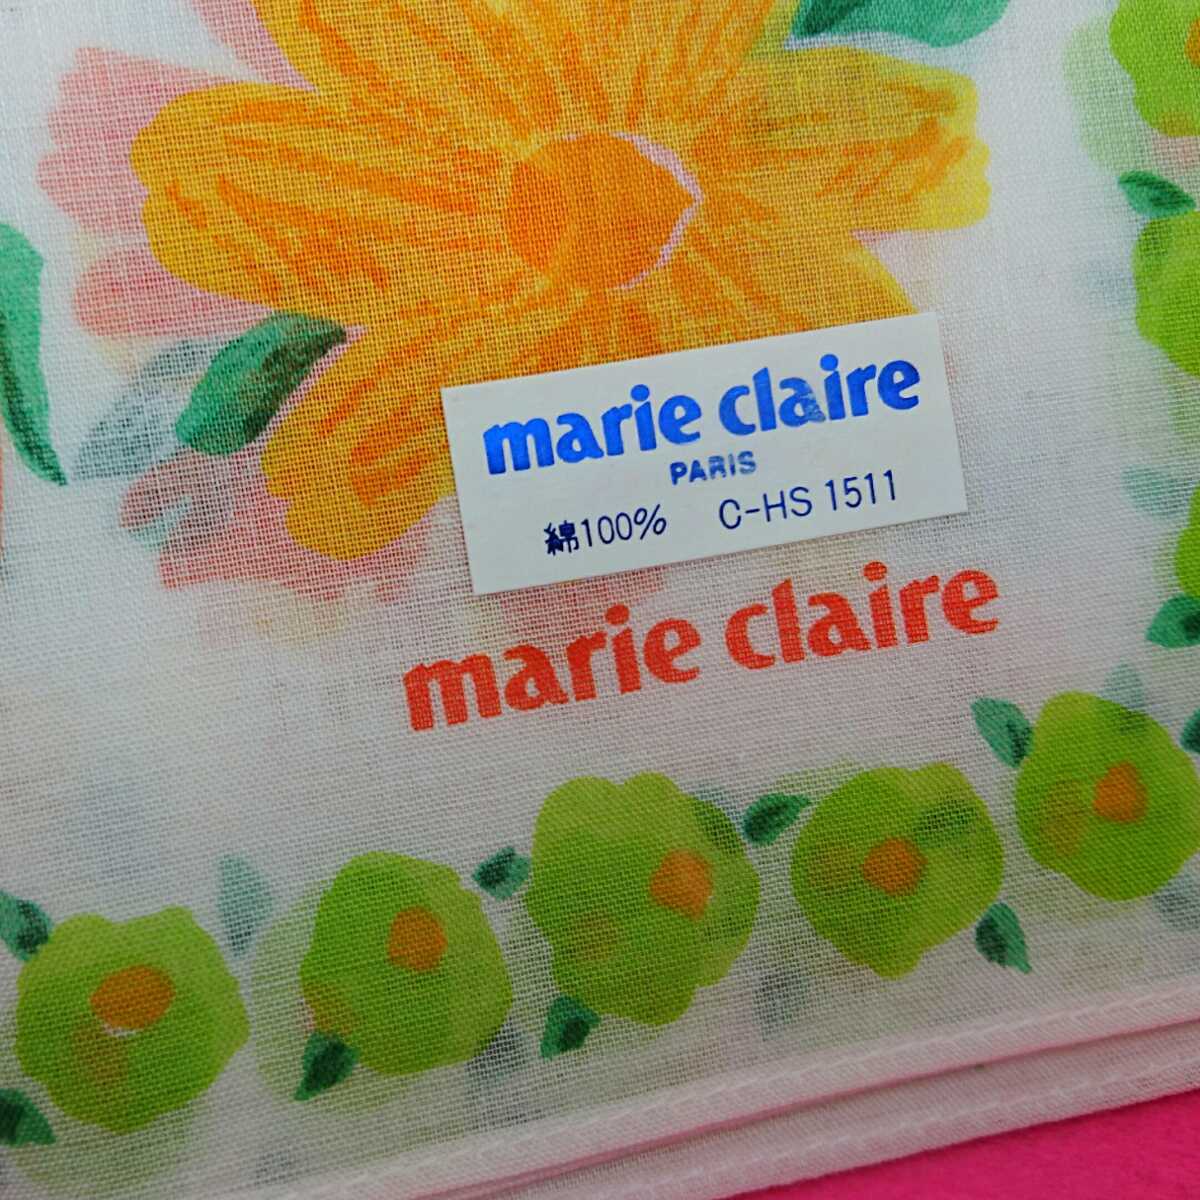 marie claire
PARIS
綿100% C-HS 1511
marie claire